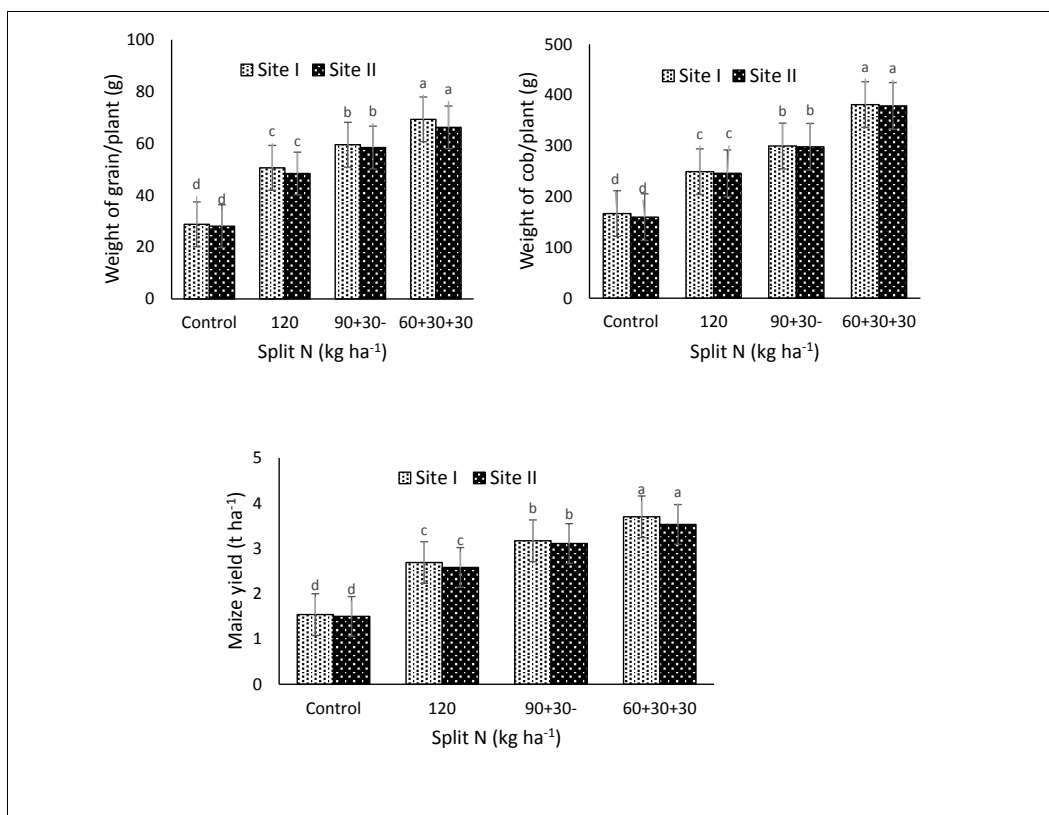 Weight of grain/plant (g)
100
80
60
40
20
0
Site I Site II
d d c c b b a a
Control 120 90+30- 60+30+30
Split N (kg ha⁻¹)
Weight of cob/plant (g)
500
400
300
200
100
0
Site I Site II
d d c c b b a a
Control 120 90+30- 60+30+30
Split N (kg ha⁻¹)
Maize yield (t ha⁻¹)
5
4
3
2
1
0
Site I Site II
d d c c b b a a
Control 120 90+30- 60+30+30
Split N (kg ha⁻¹)